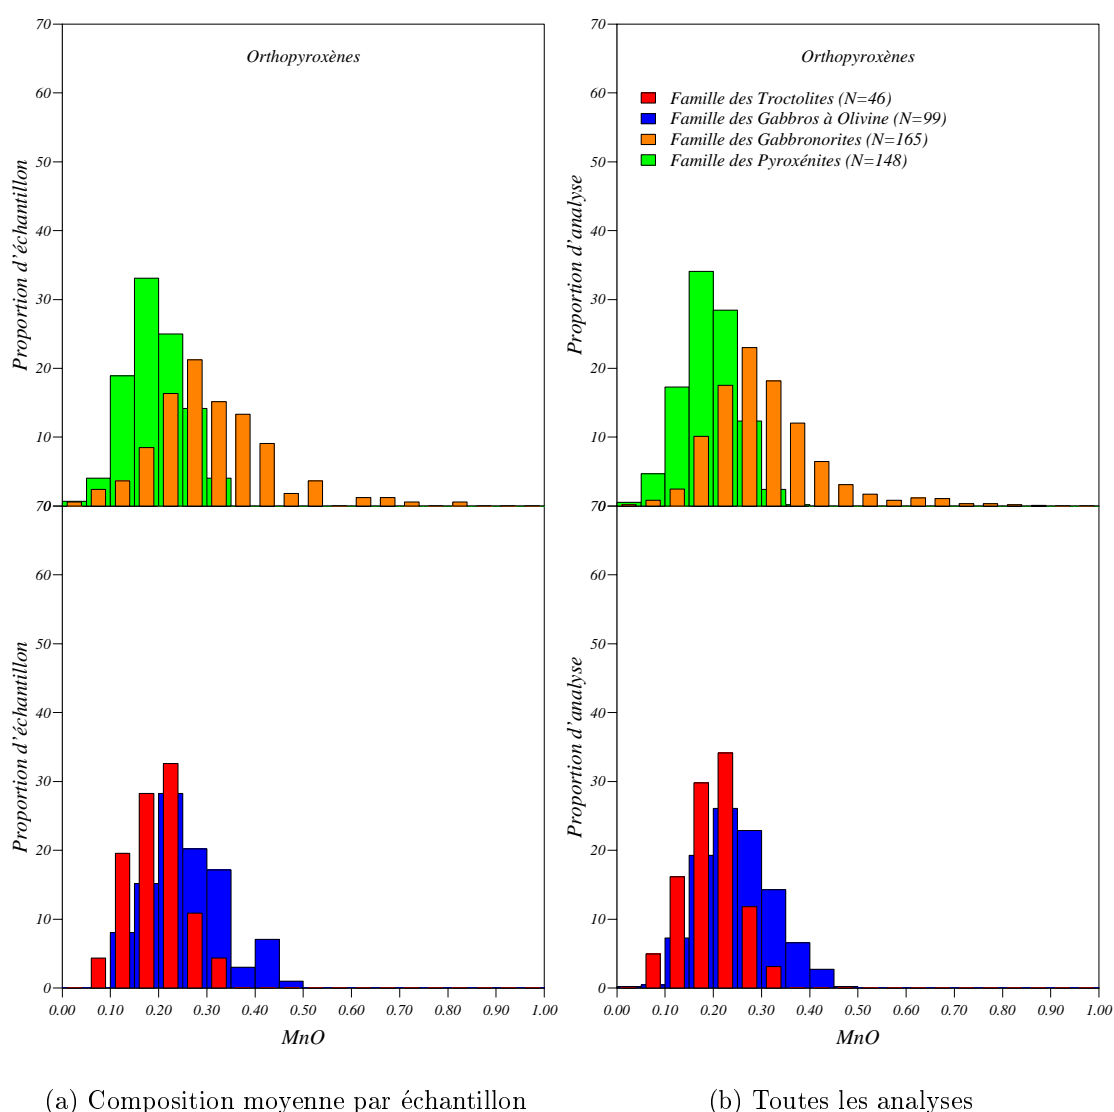 Orthopyroxènes
Proportion d'échantillon
70
60
50
40
30
20
10
0
Orthopyroxènes
Famille des Troctolites (N=46)
Famille des Gabbros à Olivine (N=99)
Famille des Gabbronorites (N=165)
Famille des Pyroxénites (N=148)
Proportion d'analyse
70
60
50
40
30
20
10
0
Proportion d'échantillon
70
60
50
40
30
20
10
0
0.00 0.10 0.20 0.30 0.40 0.50 0.60 0.70 0.80 0.90 1.00
MnO
Proportion d'analyse
70
60
50
40
30
20
10
0
0.00 0.10 0.20 0.30 0.40 0.50 0.60 0.70 0.80 0.90 1.00
MnO
(a) Composition moyenne par échantillon
(b) Toutes les analyses